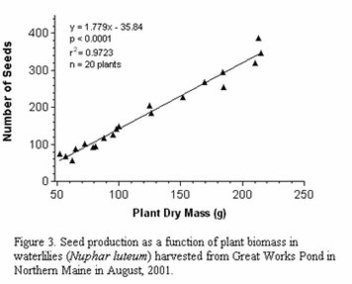 y = 1.779x - 35.84
p < 0.0001
r² = 0.9723
n = 20 plants
Number of Seeds
400
300
200
100
0
50
100
150
200
250
Plant Dry Mass (g)
Figure 3. Seed production as a function of plant biomass in
waterlilies (Nuphar luteum) harvested from Great Works Pond in
Northern Maine in August, 2001.